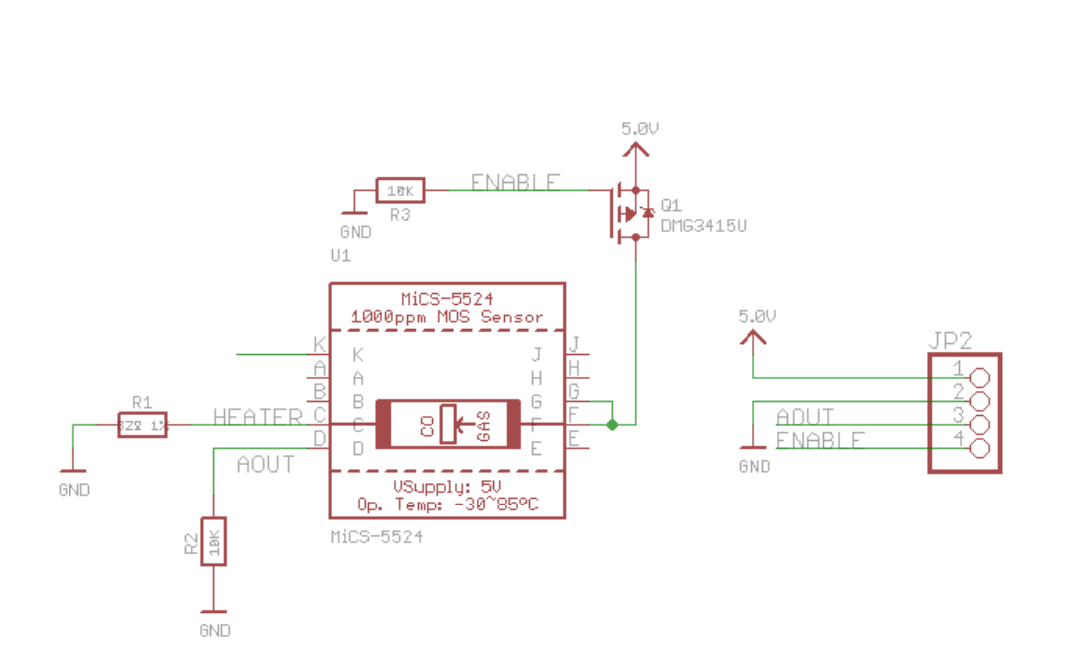 5.0V
ENABLE
10K
R3
GND
Q1
DMG3415U
U1
MiCS-5524
1000ppm MOS Sensor
K
K
J
J
A
A
H
H
B
B
G
G
C
C
F
F
D
D
E
E
CO
GAS
VSupply: 5V
Op. Temp: -30~85ºC
MiCS-5524
R1
HEATER
GND
AOUT
R2
10K
GND
5.0V
JP2
1
2
3
4
AOUT
ENABLE
GND